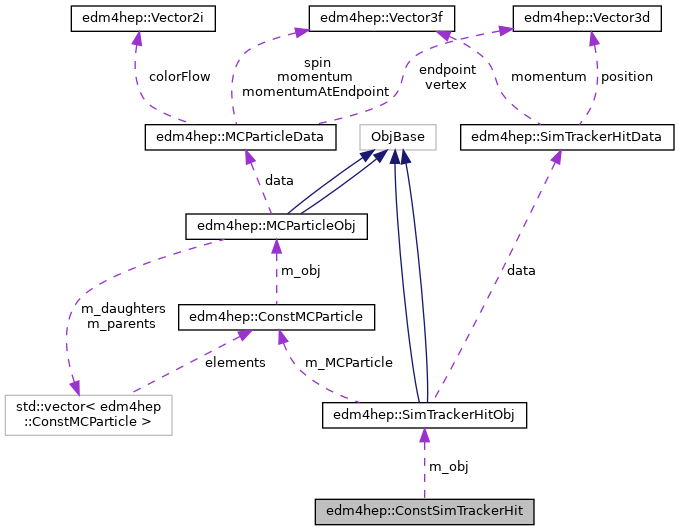 edm4hep::Vector2i
edm4hep::Vector3f
edm4hep::Vector3d
colorFlow
spin
momentum
momentumAtEndpoint
endpoint
vertex
momentum
position
edm4hep::MCParticleData
ObjBase
edm4hep::SimTrackerHitData
data
edm4hep::MCParticleObj
data
m_obj
m_daughters
m_parents
edm4hep::ConstMCParticle
elements
m_MCParticle
std::vector< edm4hep
::ConstMCParticle >
edm4hep::SimTrackerHitObj
m_obj
edm4hep::ConstSimTrackerHit